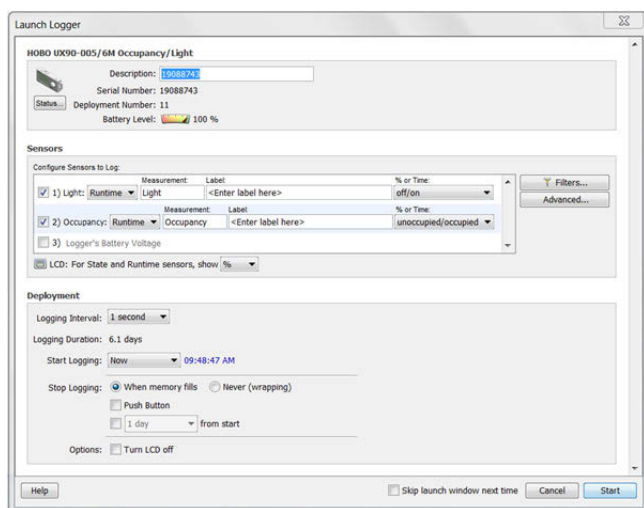 Launch Logger
HOBO UX90-005/6M Occupancy/Light
Description: 19088743
Serial Number: 19088743
Status... Deployment Number: 11
Battery Level: 100 %
Sensors
Configure Sensors to Log:
Measurement: Label: % or Time:
1) Light: Runtime Light <Enter label here> off/on
Filters...
Advanced...
Measurement: Label: % or Time:
2) Occupancy: Runtime Occupancy <Enter label here> unoccupied/occupied
3) Logger's Battery Voltage
LCD: For State and Runtime sensors, show %
Deployment
Logging Interval: 1 second
Logging Duration: 6.1 days
Start Logging: Now 09:48:47 AM
Stop Logging: When memory fills Never (wrapping)
Push Button
1 day from start
Options: Turn LCD off
Help Skip launch window next time Cancel Start